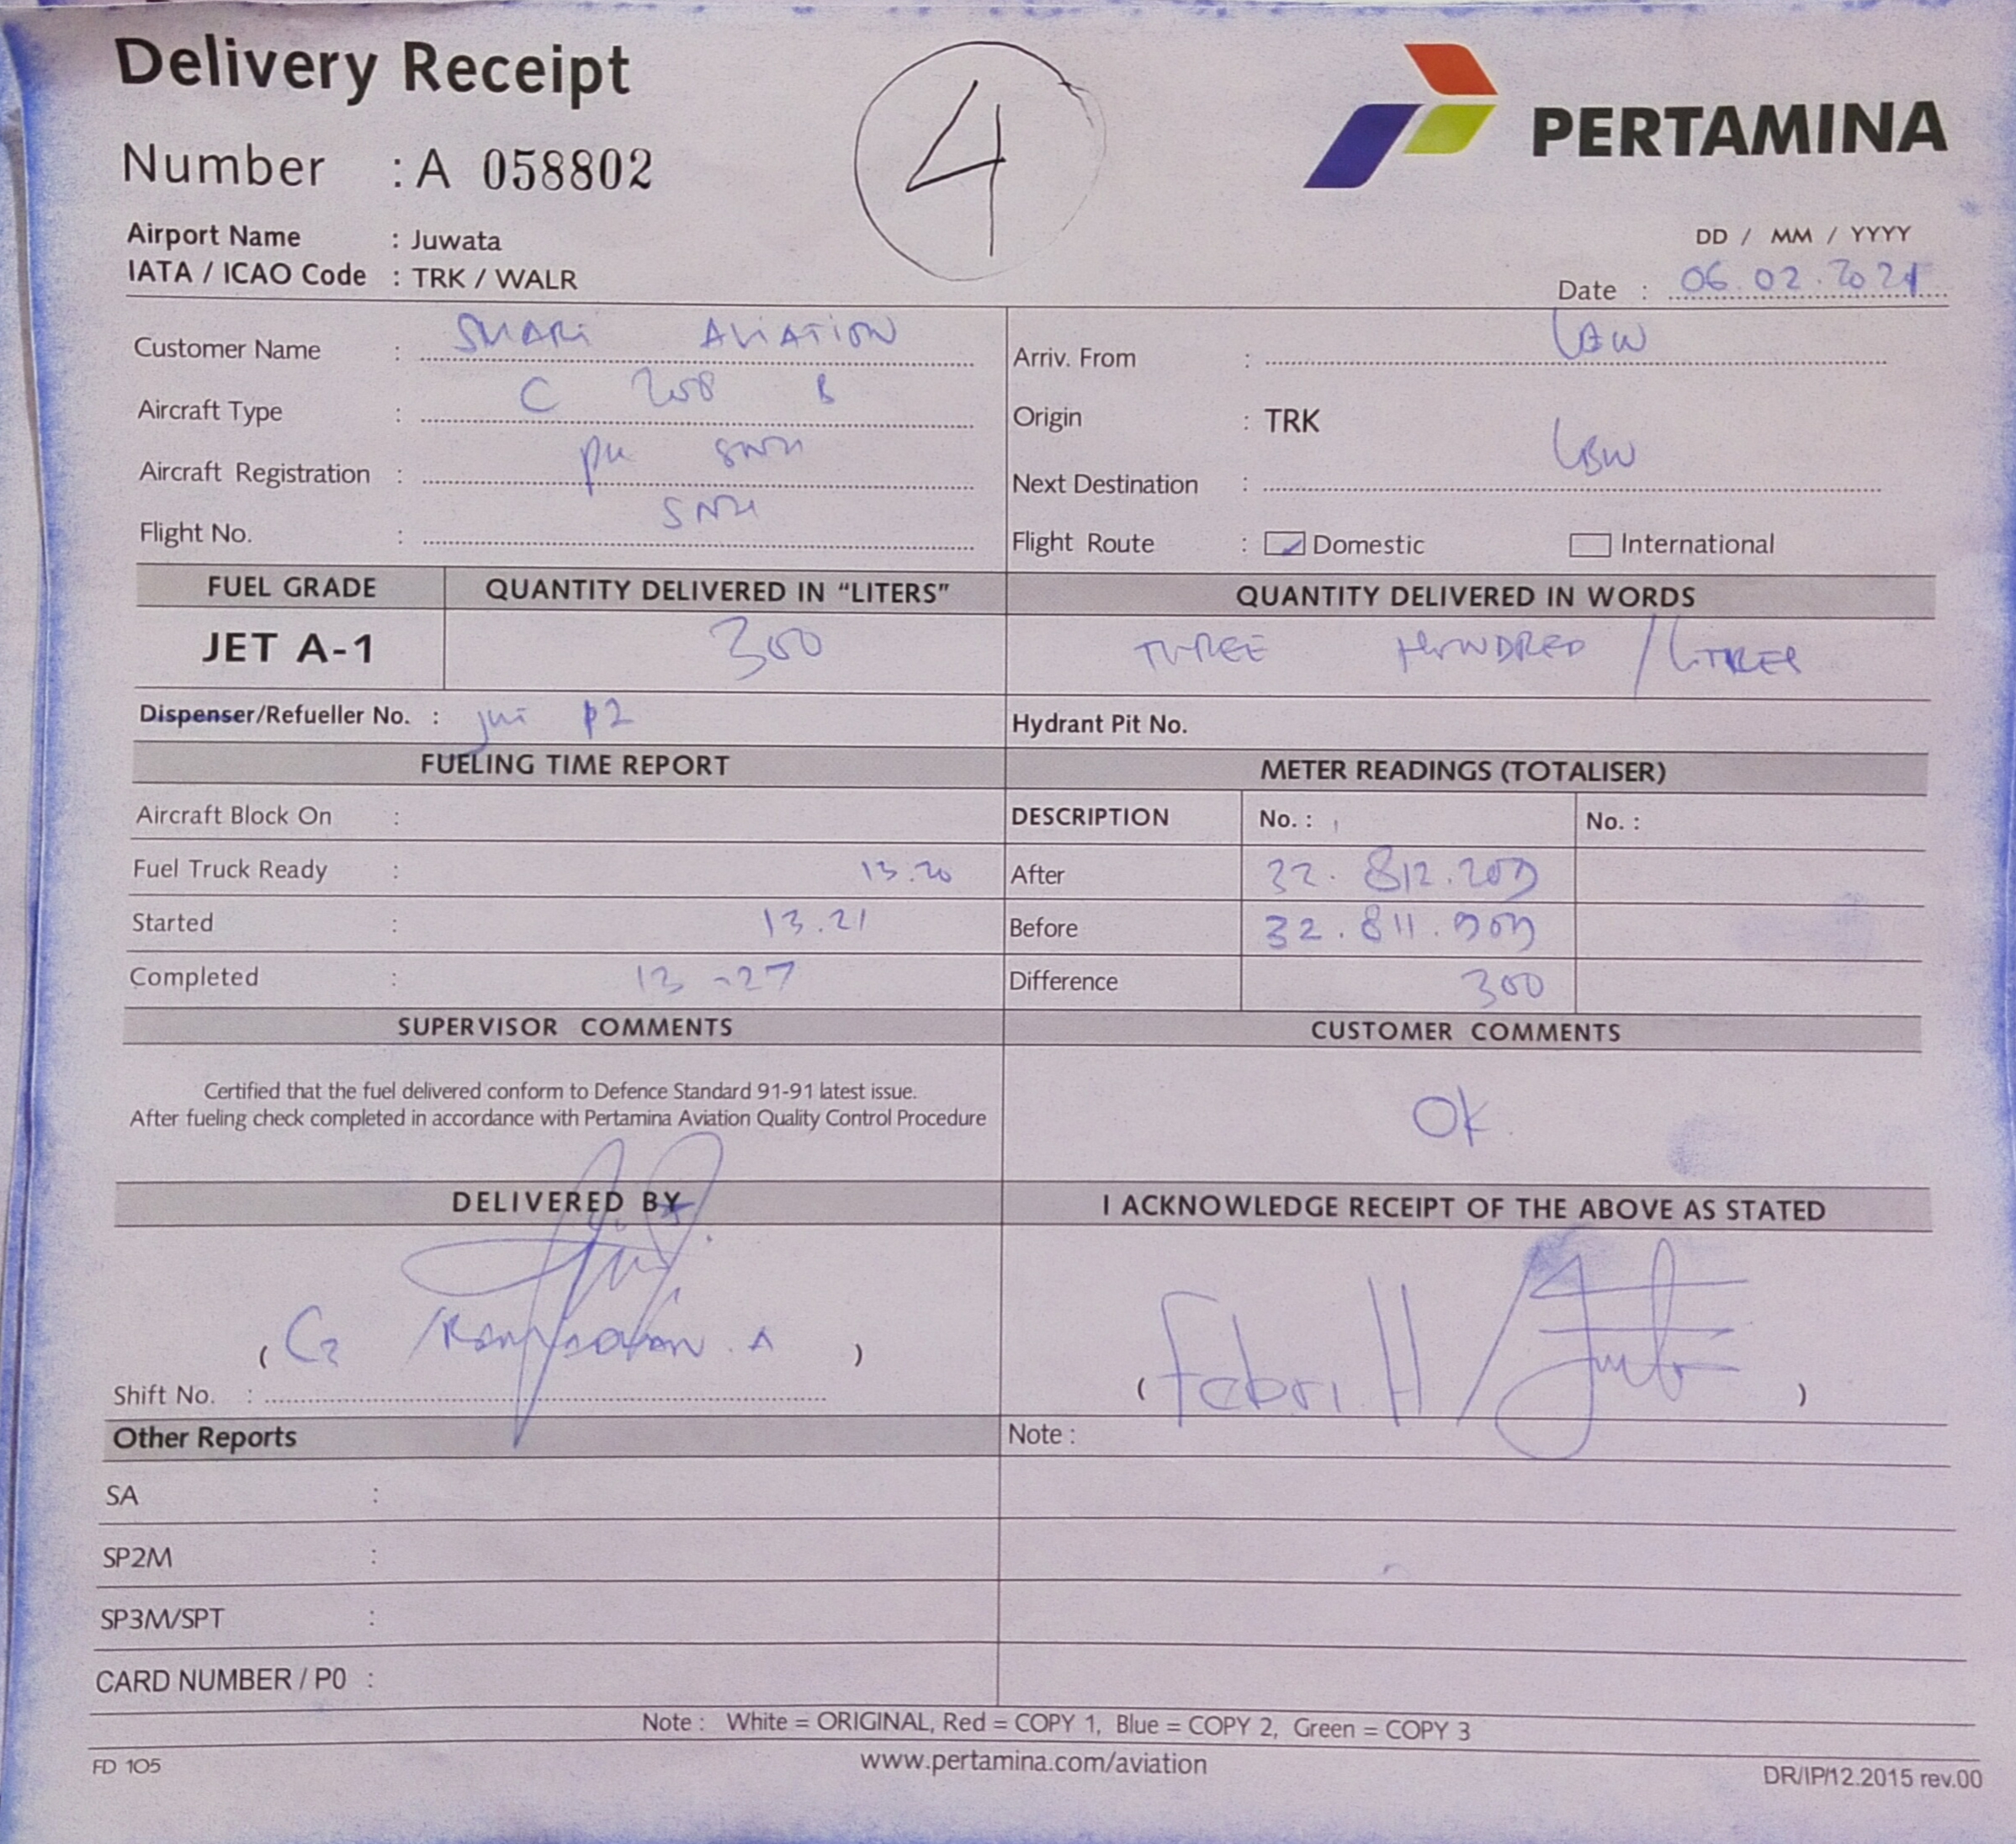 Delivery Receipt
4
PERTAMINA
Number : A 058802
Airport Name : Juwata
IATA / ICAO Code : TRK / WALR
DD / MM / YYYY
Date : 06.02.2021
Customer Name : SMART AVIATION
Arriv. From :
Aircraft Type : C 208 B
Origin : TRK
Aircraft Registration : PK SNH
Next Destination : LBW
Flight No. : SNH
Flight Route : Domestic International
FUEL GRADE QUANTITY DELIVERED IN “LITERS” QUANTITY DELIVERED IN WORDS
JET A-1 300 THREE HUNDRED / LITRES
Dispenser/Refueller No. :
Hydrant Pit No.
FUELING TIME REPORT METER READINGS (TOTALISER)
Aircraft Block On :
DESCRIPTION No. : No. :
Fuel Truck Ready : 13.20
After 32.812.209
Started : 13.21
Before 32.811.909
Completed : 13-27
Difference 300
SUPERVISOR COMMENTS CUSTOMER COMMENTS
Certified that the fuel delivered conform to Defence Standard 91-91 latest issue.
After fueling check completed in accordance with Pertamina Aviation Quality Control Procedure
OK
DELIVERED BY I ACKNOWLEDGE RECEIPT OF THE ABOVE AS STATED
( )
( Febri. H / )
Shift No. :
Other Reports Note :
SA :
SP2M :
SP3M/SPT :
CARD NUMBER / P0 :
Note : White = ORIGINAL, Red = COPY 1, Blue = COPY 2, Green = COPY 3
FD 105 www.pertamina.com/aviation DR/IP/12.2015 rev.00